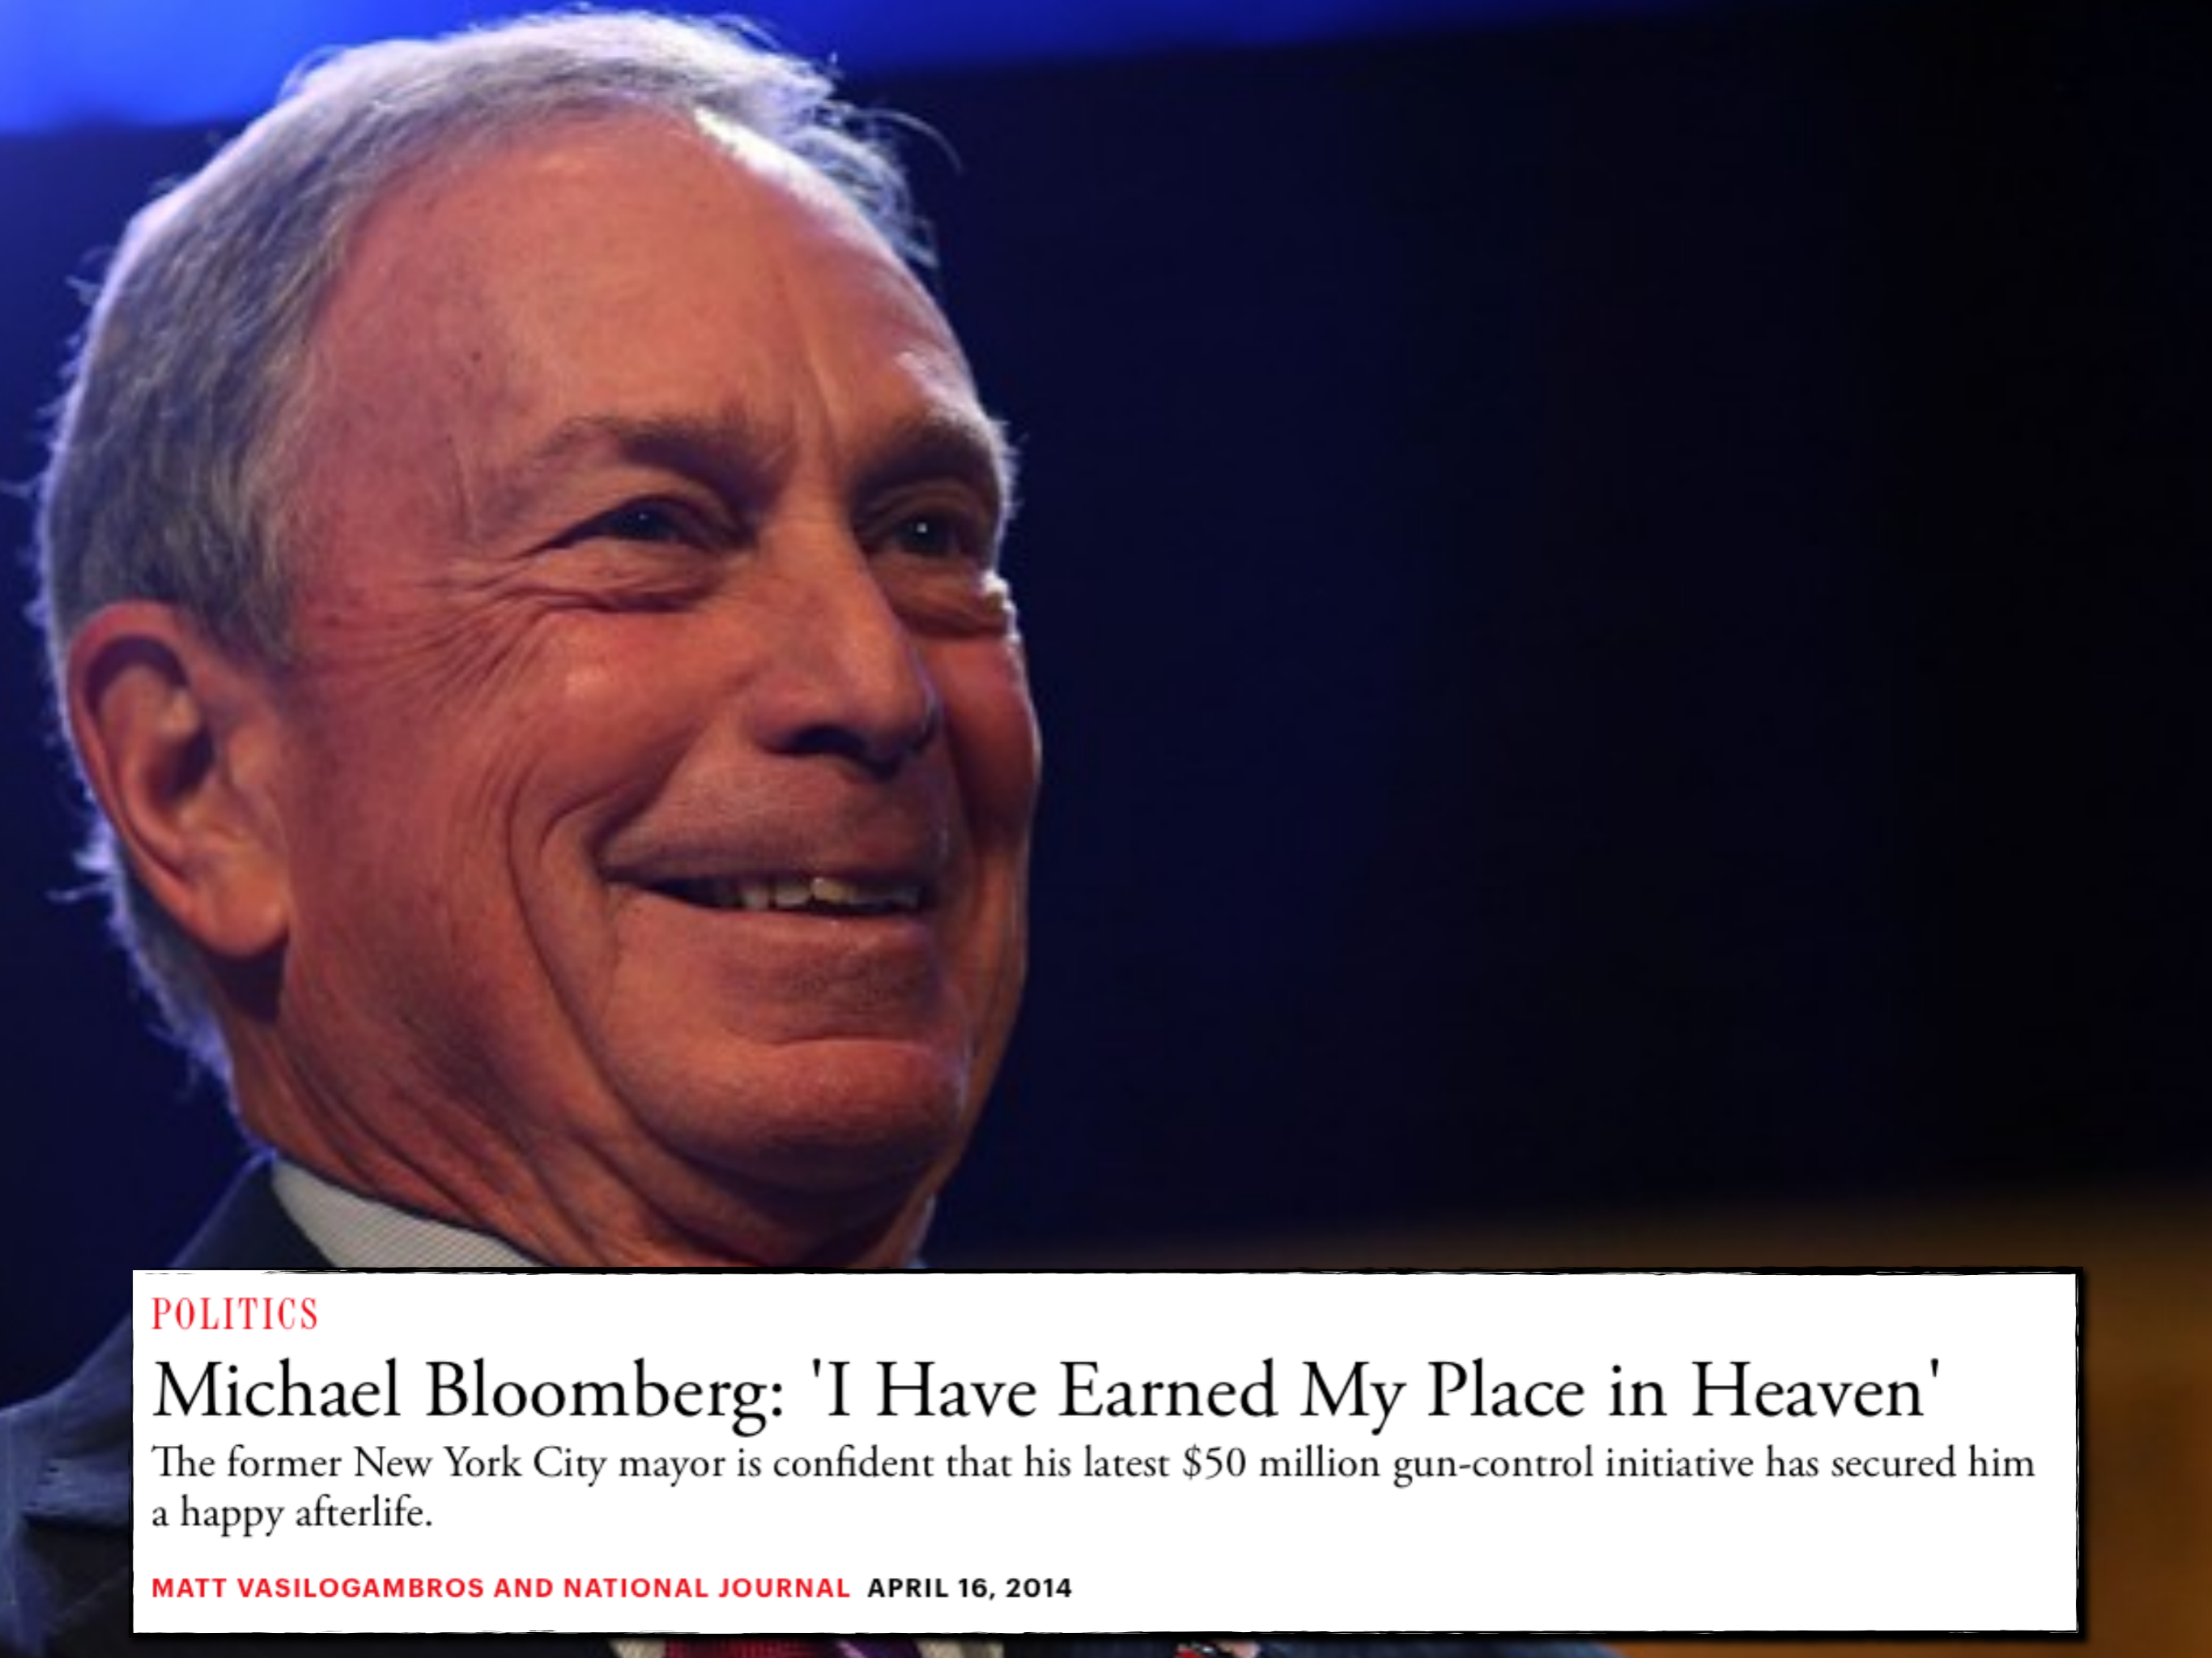 POLITICS
Michael Bloomberg: 'I Have Earned My Place in Heaven'
The former New York City mayor is confident that his latest $50 million gun-control initiative has secured him
a happy afterlife.
MATT VASILOGAMBROS AND NATIONAL JOURNAL APRIL 16, 2014